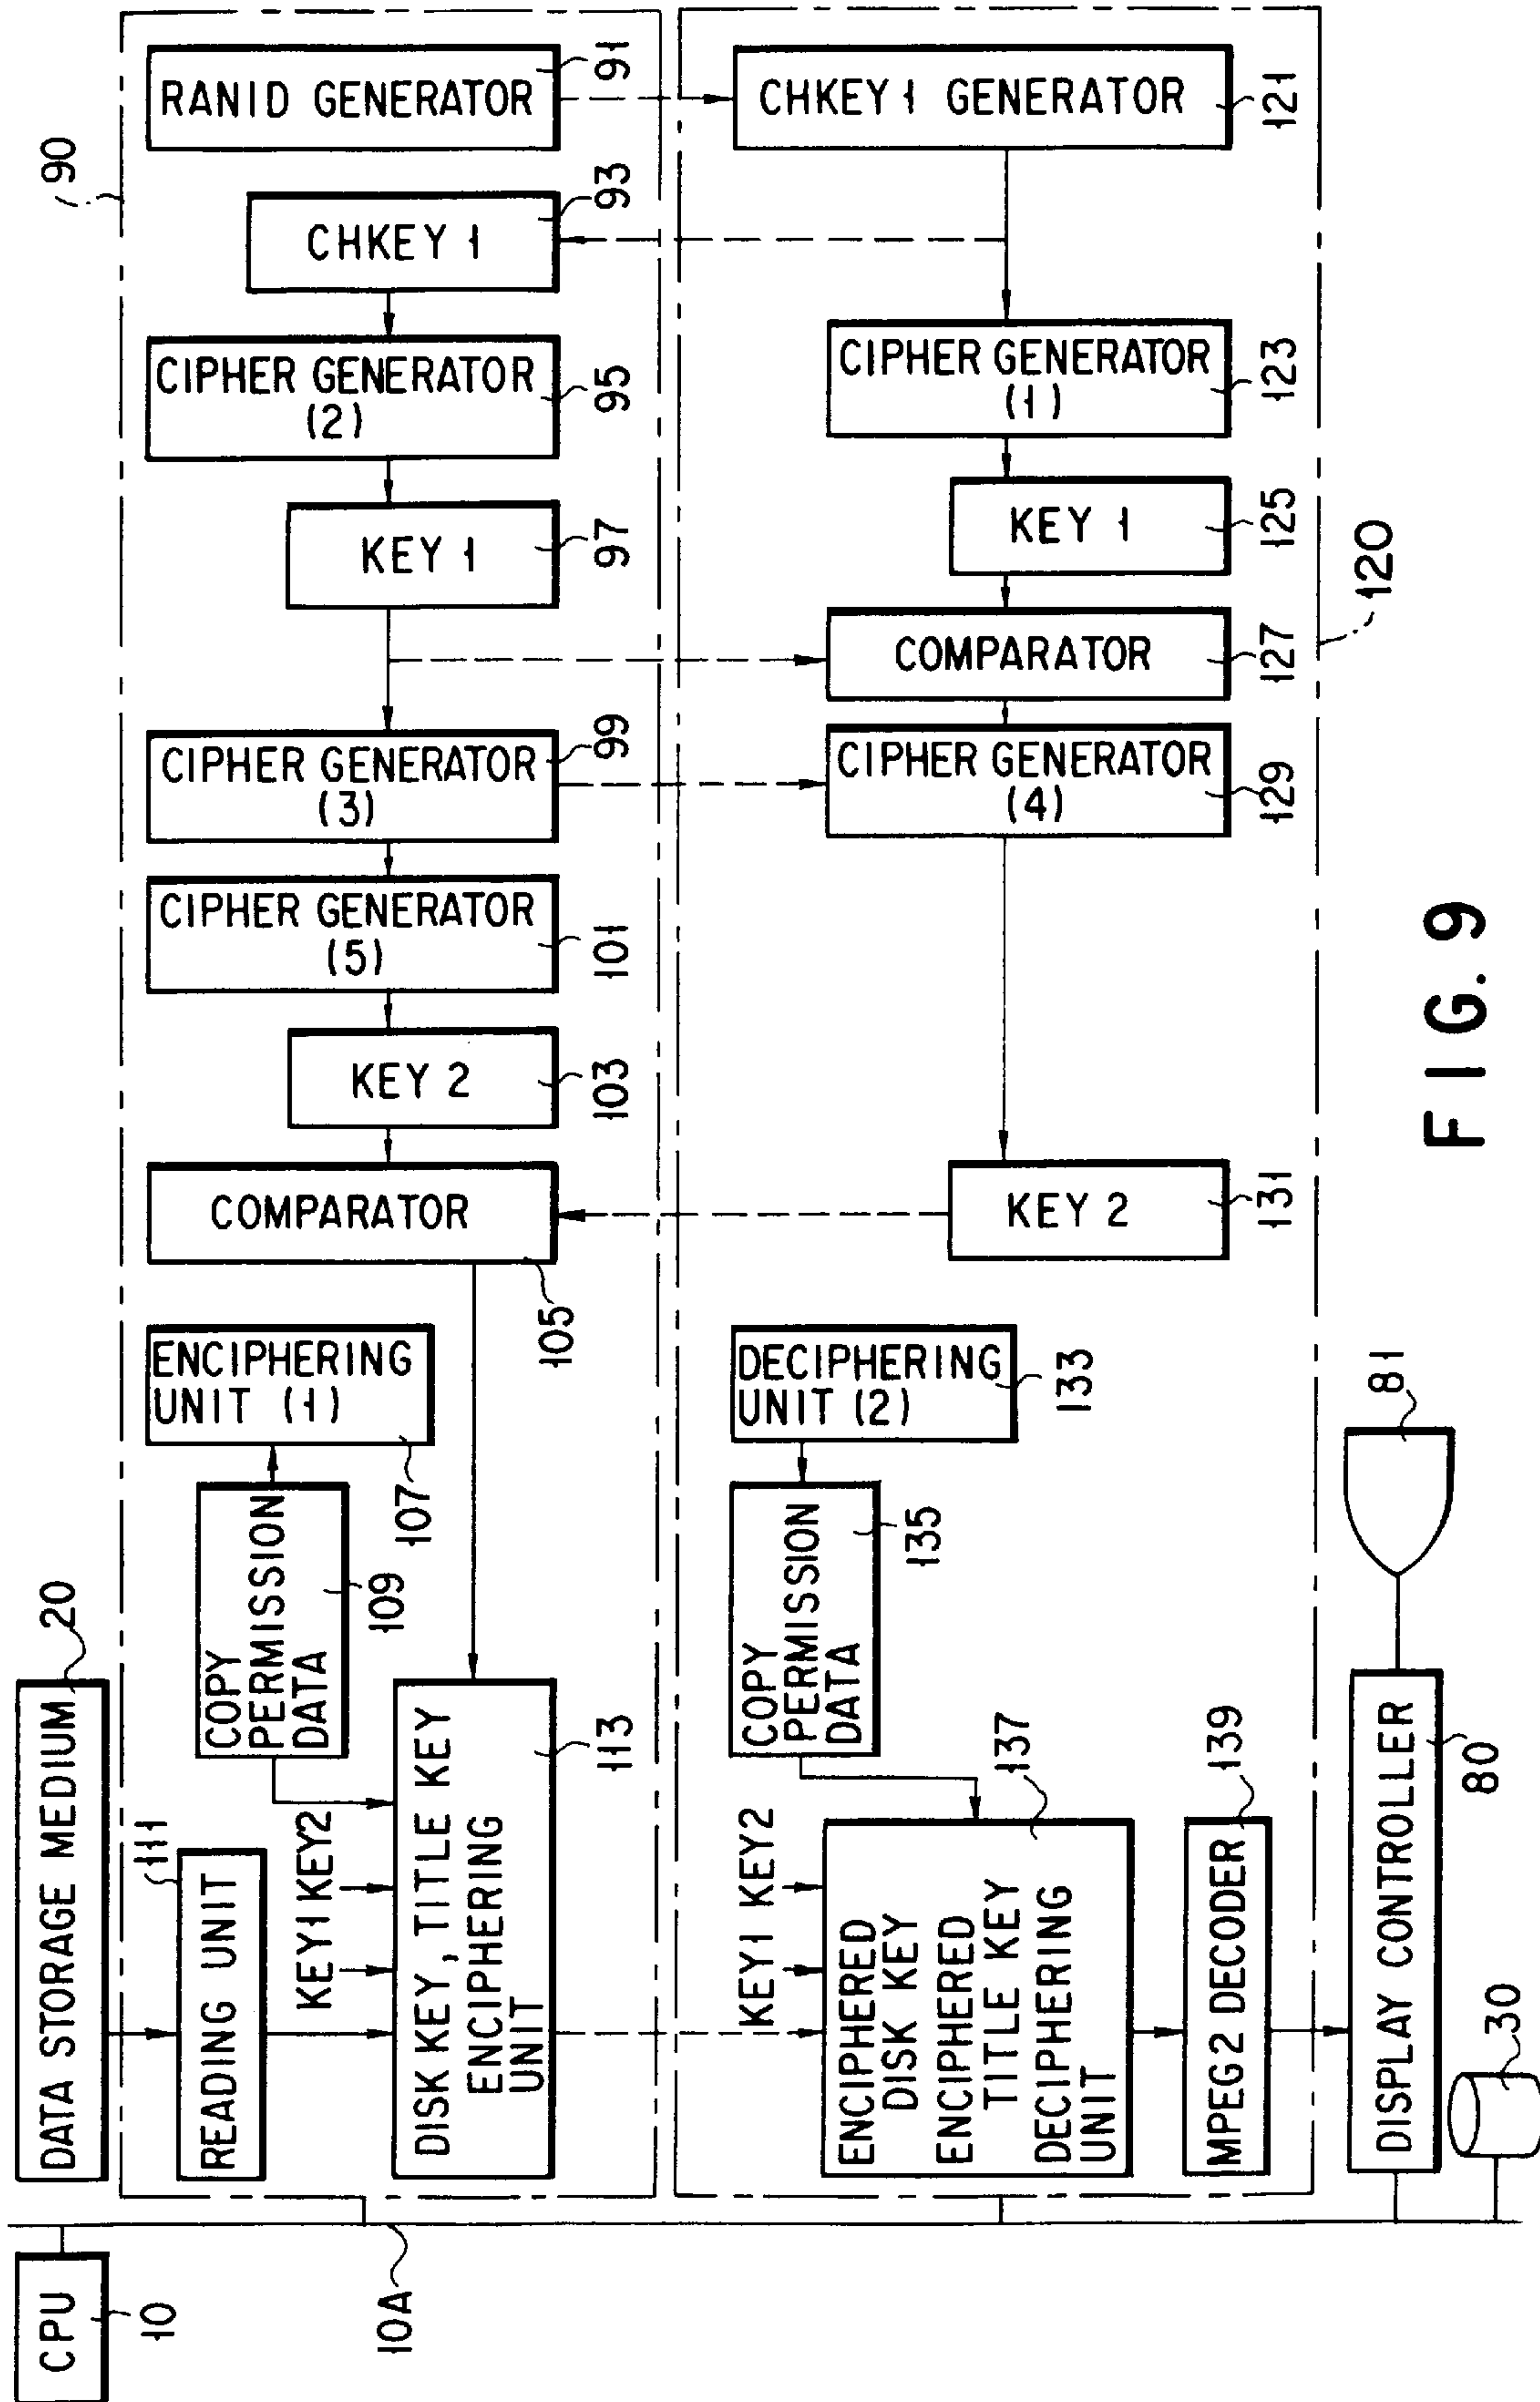 CPU
10
10A
DATA STORAGE MEDIUM
20
90
READING UNIT
111
COPY
PERMISSION
DATA
109
ENCIPHERING
UNIT (1)
107
KEY1 KEY2
DISK KEY, TITLE KEY
ENCIPHERING
UNIT
113
COMPARATOR
105
KEY 2
103
CIPHER GENERATOR
(5)
101
CIPHER GENERATOR
(3)
99
KEY 1
97
CIPHER GENERATOR
(2)
95
CHKEY 1
93
RANID GENERATOR
91
CHKEY1 GENERATOR
121
CIPHER GENERATOR
(1)
123
KEY 1
125
COMPARATOR
127
CIPHER GENERATOR
(4)
129
KEY 2
131
120
DECIPHERING
UNIT (2)
133
COPY
PERMISSION
DATA
135
KEY1 KEY2
ENCIPHERED
DISK KEY
ENCIPHERED
TITLE KEY
DECIPHERING
UNIT
137
MPEG2 DECODER
139
DISPLAY CONTROLLER
80
81
30
FIG. 9